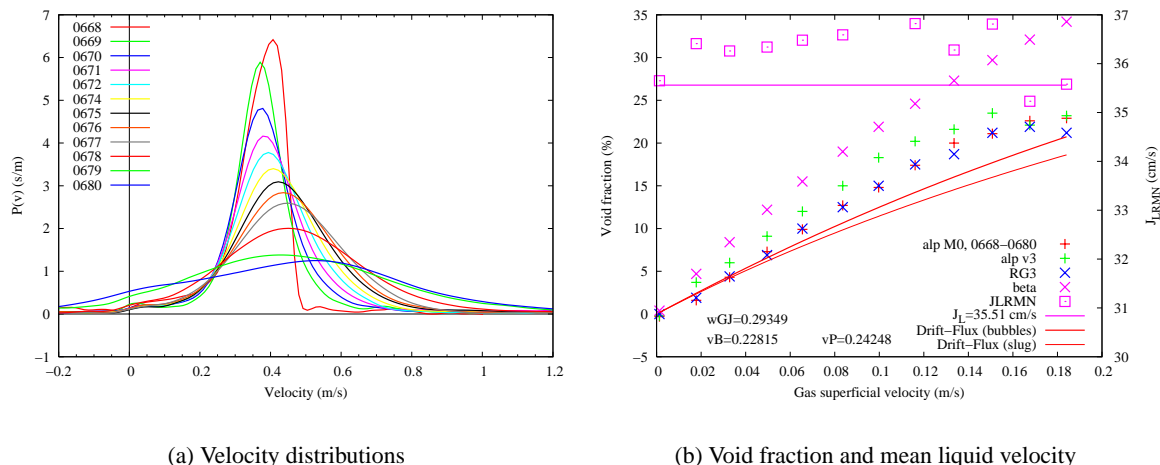 0668
0669
0670
0671
0672
0674
0675
0676
0677
0678
0679
0680
P(v) (s/m)
7
6
5
4
3
2
1
0
−1
−0.2 0 0.2 0.4 0.6 0.8 1 1.2
Velocity (m/s)
(a) Velocity distributions
Void fraction (%)
35
30
25
20
15
10
5
0
−5
alp M0, 0668−0680
alp v3
RG3
beta
JLRMN
J_L=35.51 cm/s
Drift−Flux (bubbles)
Drift−Flux (slug)
wGJ=0.29349
vB=0.22815 vP=0.24248
0 0.02 0.04 0.06 0.08 0.1 0.12 0.14 0.16 0.18 0.2
Gas superficial velocity (m/s)
37
36
35
34
33
32
31
30
J_LRMN (cm/s)
(b) Void fraction and mean liquid velocity